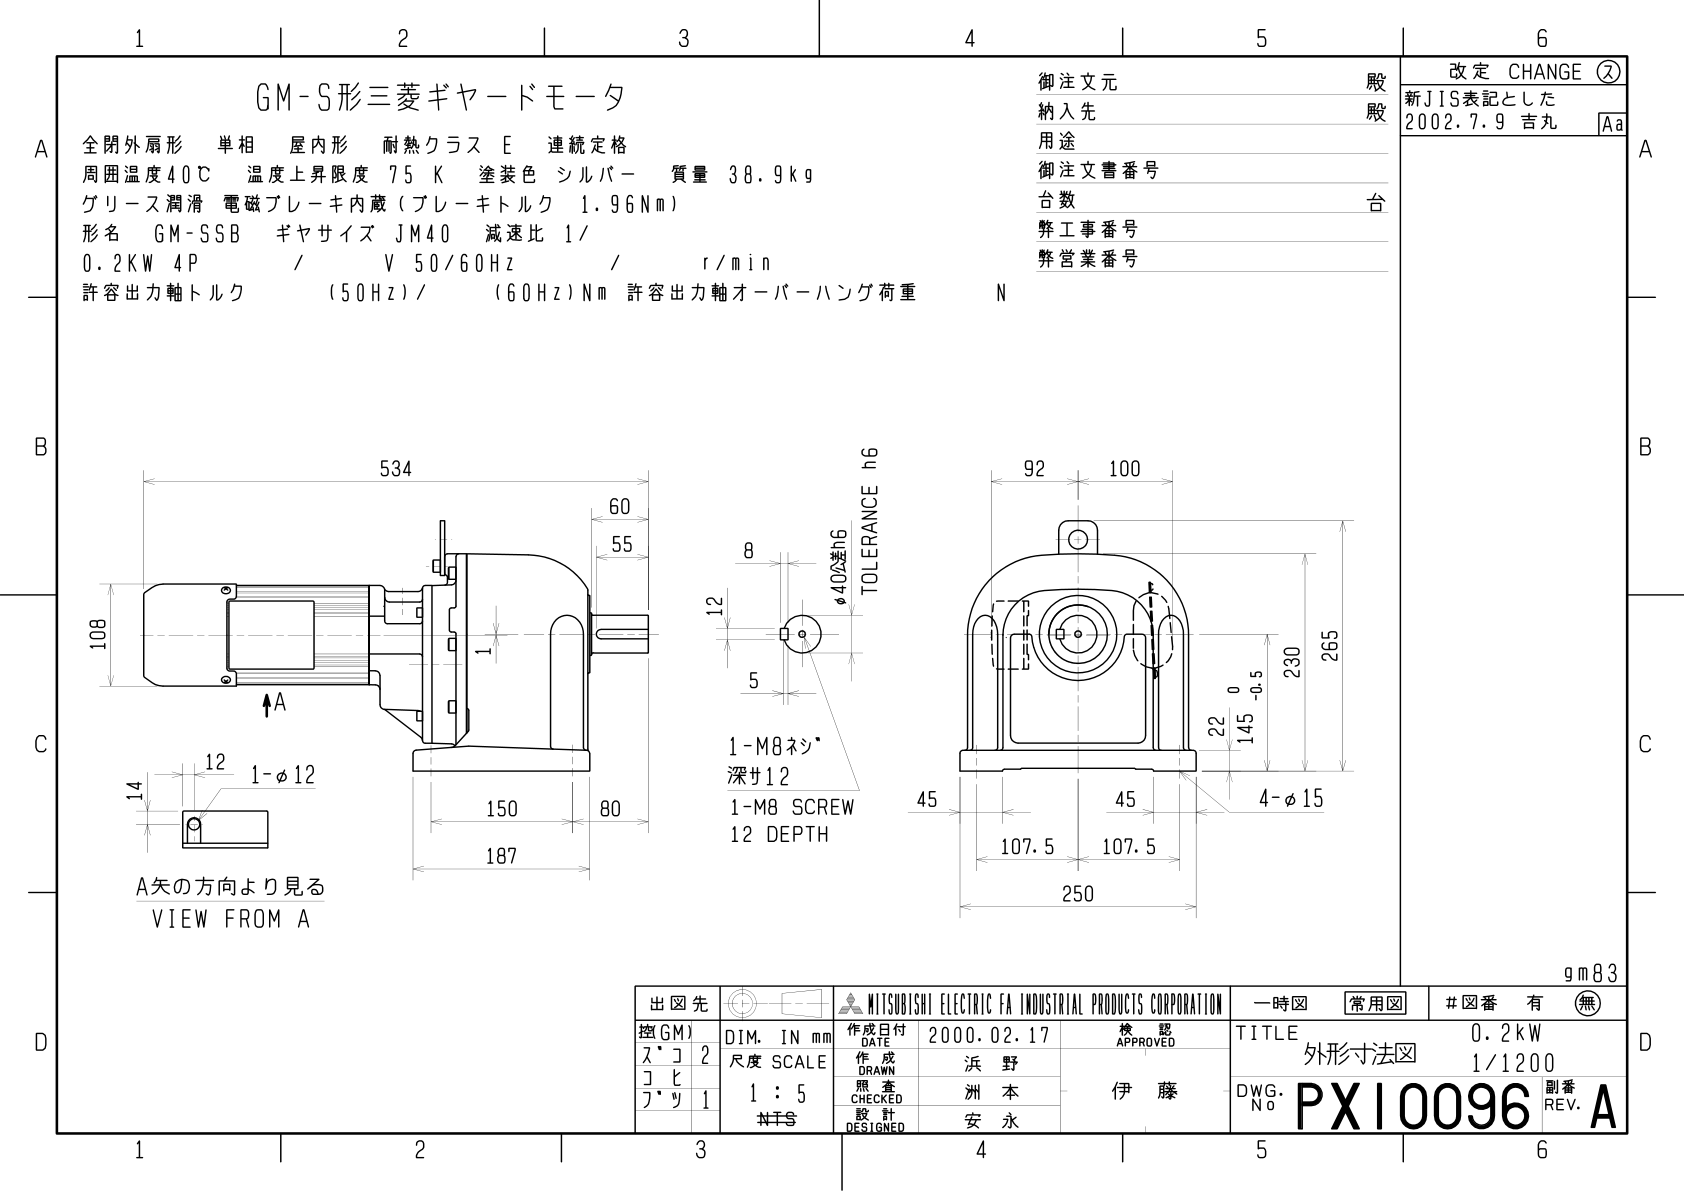 1 2 3 4 5 6
改定 CHANGE ス
新JIS表記とした
2002.7.9 吉丸 Aa
GM-S形三菱ギヤードモータ
全閉外扇形 単相 屋内形 耐熱クラス E 連続定格
周囲温度40℃ 温度上昇限度 75 K 塗装色 シルバー 質量 38.9kg
グリース潤滑 電磁ブレーキ内蔵(ブレーキトルク 1.96Nm)
形名 GM-SSB ギヤサイズ JM40 減速比 1/
0.2KW 4P / V 50/60Hz / r/min
許容出力軸トルク (50Hz)/ (60Hz)Nm 許容出力軸オーバーハング荷重 N
御注文元 殿
納入先 殿
用途
御注文書番号
台数 台
弊工事番号
弊営業番号
A A
B B
C C
D D
534
60
55
108
1
A
150 80
187
14
12
1-φ12
A矢の方向より見る
VIEW FROM A
8
12
5
φ40公差h6
TOLERANCE h6
1-M8ネジ
深サ12
1-M8 SCREW
12 DEPTH
92 100
265
230
0
145 -0.5
22
45 45
4-φ15
107.5 107.5
250
gm83
出図先
控(GM)
ズコ 2
コヒ
ブツ 1
DIM. IN mm
尺度 SCALE
1 : 5
NTS
MITSUBISHI ELECTRIC FA INDUSTRIAL PRODUCTS CORPORATION
作成日付 DATE 2000.02.17
作成 DRAWN 浜野
照査 CHECKED 洲本
設計 DESIGNED 安永
検認 APPROVED
伊藤
一時図 常用図 #図番 有 無
TITLE 0.2kW
外形寸法図 1/1200
DWG. No PX10096 副番 REV. A
1 2 3 4 5 6